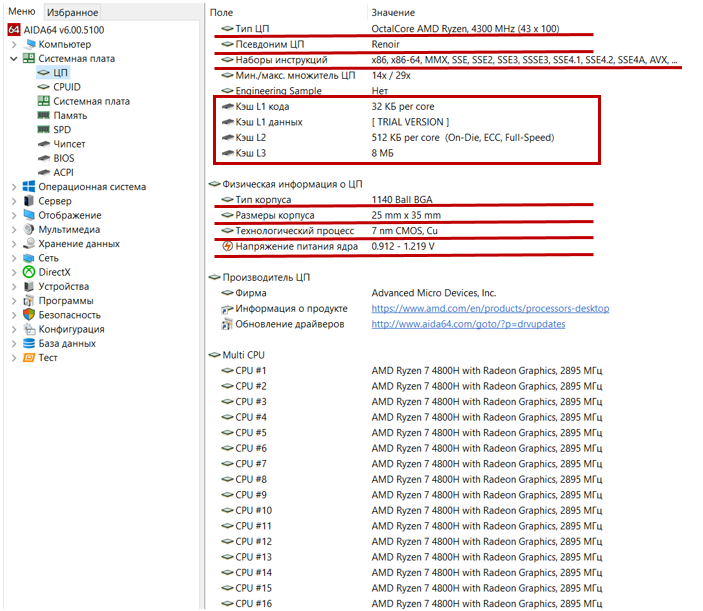 Меню Избранное
AIDA64 v6.00.5100
Компьютер
Системная плата
ЦП
CPUID
Системная плата
Память
SPD
Чипсет
BIOS
ACPI
Операционная система
Сервер
Отображение
Мультимедиа
Хранение данных
Сеть
DirectX
Устройства
Программы
Безопасность
Конфигурация
База данных
Тест
Поле Значение
Тип ЦП OctalCore AMD Ryzen, 4300 MHz (43 x 100)
Псевдоним ЦП Renoir
Наборы инструкций x86, x86-64, MMX, SSE, SSE2, SSE3, SSSE3, SSE4.1, SSE4.2, SSE4A, AVX, ...
Мин./макс. множитель ЦП 14x / 29x
Engineering Sample Нет
Кэш L1 кода 32 КБ per core
Кэш L1 данных [ TRIAL VERSION ]
Кэш L2 512 КБ per core (On-Die, ECC, Full-Speed)
Кэш L3 8 МБ
Физическая информация о ЦП
Тип корпуса 1140 Ball BGA
Размеры корпуса 25 mm x 35 mm
Технологический процесс 7 nm CMOS, Cu
Напряжение питания ядра 0.912 - 1.219 V
Производитель ЦП
Фирма Advanced Micro Devices, Inc.
Информация о продукте https://www.amd.com/en/products/processors-desktop
Обновление драйверов http://www.aida64.com/goto/?p=drvupdates
Multi CPU
CPU #1 AMD Ryzen 7 4800H with Radeon Graphics, 2895 МГц
CPU #2 AMD Ryzen 7 4800H with Radeon Graphics, 2895 МГц
CPU #3 AMD Ryzen 7 4800H with Radeon Graphics, 2895 МГц
CPU #4 AMD Ryzen 7 4800H with Radeon Graphics, 2895 МГц
CPU #5 AMD Ryzen 7 4800H with Radeon Graphics, 2895 МГц
CPU #6 AMD Ryzen 7 4800H with Radeon Graphics, 2895 МГц
CPU #7 AMD Ryzen 7 4800H with Radeon Graphics, 2895 МГц
CPU #8 AMD Ryzen 7 4800H with Radeon Graphics, 2895 МГц
CPU #9 AMD Ryzen 7 4800H with Radeon Graphics, 2895 МГц
CPU #10 AMD Ryzen 7 4800H with Radeon Graphics, 2895 МГц
CPU #11 AMD Ryzen 7 4800H with Radeon Graphics, 2895 МГц
CPU #12 AMD Ryzen 7 4800H with Radeon Graphics, 2895 МГц
CPU #13 AMD Ryzen 7 4800H with Radeon Graphics, 2895 МГц
CPU #14 AMD Ryzen 7 4800H with Radeon Graphics, 2895 МГц
CPU #15 AMD Ryzen 7 4800H with Radeon Graphics, 2895 МГц
CPU #16 AMD Ryzen 7 4800H with Radeon Graphics, 2895 МГц